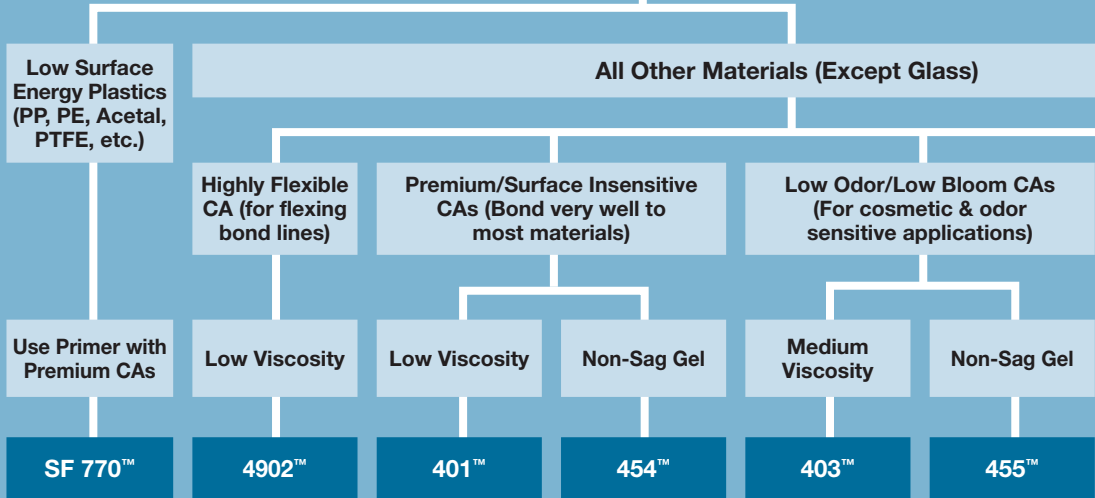 Low Surface
Energy Plastics
(PP, PE, Acetal,
PTFE, etc.)
All Other Materials (Except Glass)
Highly Flexible
CA (for flexing
bond lines)
Premium/Surface Insensitive
CAs (Bond very well to
most materials)
Low Odor/Low Bloom CAs
(For cosmetic & odor
sensitive applications)
Use Primer with
Premium CAs
Low Viscosity
Low Viscosity
Non-Sag Gel
Medium
Viscosity
Non-Sag Gel
SF 770™
4902™
401™
454™
403™
455™